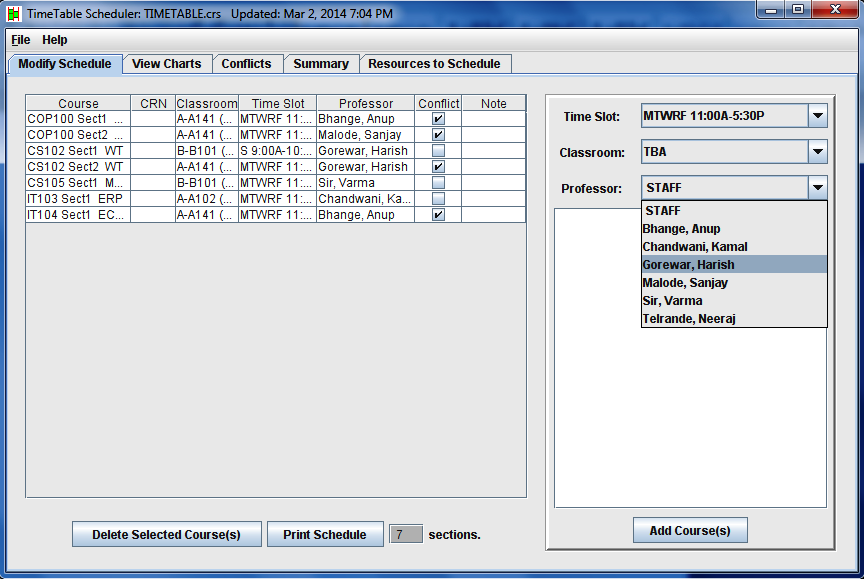 TimeTable Scheduler: TIMETABLE.crs Updated: Mar 2, 2014 7:04 PM
File Help
Modify Schedule View Charts Conflicts Summary Resources to Schedule
Course CRN Classroom Time Slot Professor Conflict Note
COP100 Sect1 ... A-A141 (... MTWRF 11:... Bhange, Anup
COP100 Sect2 ... A-A141 (... MTWRF 11:... Malode, Sanjay
CS102 Sect1 WT B-B101 (... S 9:00A-10:... Gorewar, Harish
CS102 Sect2 WT A-A141 (... MTWRF 11:... Gorewar, Harish
CS105 Sect1 M... B-B101 (... MTWRF 11:... Sir, Varma
IT103 Sect1 ERP A-A102 (... MTWRF 11:... Chandwani, Ka...
IT104 Sect1 EC... A-A141 (... MTWRF 11:... Bhange, Anup
Time Slot: MTWRF 11:00A-5:30P
Classroom: TBA
Professor: STAFF
STAFF
Bhange, Anup
Chandwani, Kamal
Gorewar, Harish
Malode, Sanjay
Sir, Varma
Telrande, Neeraj
Delete Selected Course(s) Print Schedule 7 sections.
Add Course(s)